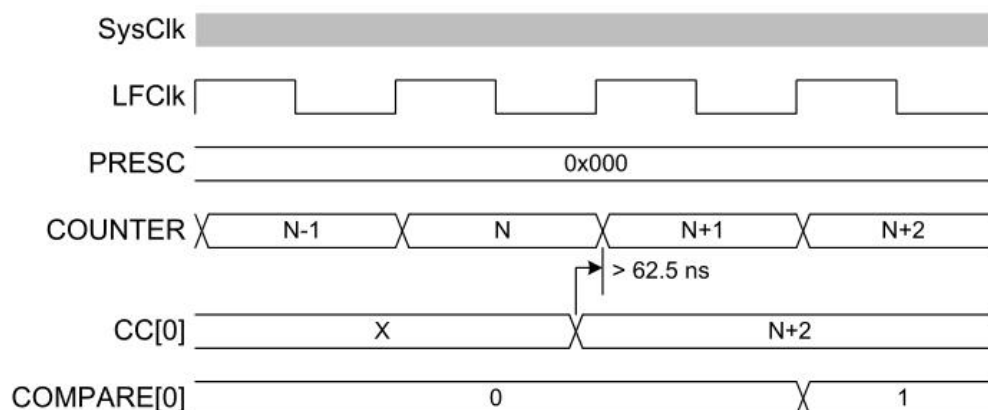 SysClk
LFClk
PRESC 0x000
COUNTER N-1 N N+1 N+2
> 62.5 ns
CC[0] X N+2
COMPARE[0] 0 1